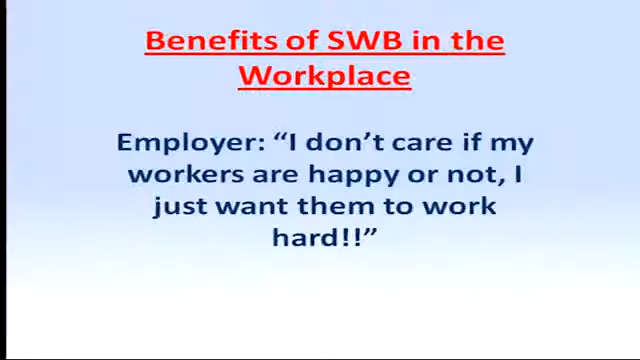 Benefits of SWB in the
Workplace
Employer: “I don’t care if my
workers are happy or not, I
just want them to work
hard!!”